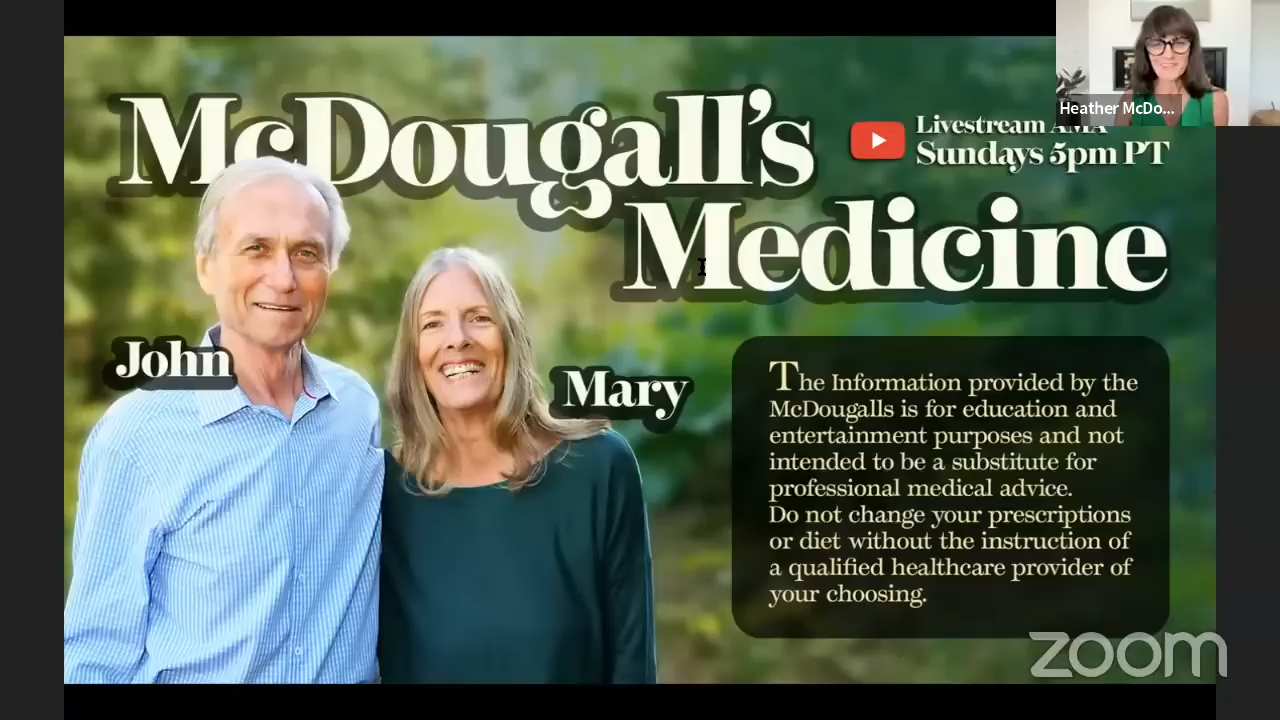 McDougall's
Medicine
Livestream AMA
Sundays 5pm PT
Heather McDo...
John
Mary
The Information provided by the
McDougalls is for education and
entertainment purposes and not
intended to be a substitute for
professional medical advice.
Do not change your prescriptions
or diet without the instruction of
a qualified healthcare provider of
your choosing.
zoom